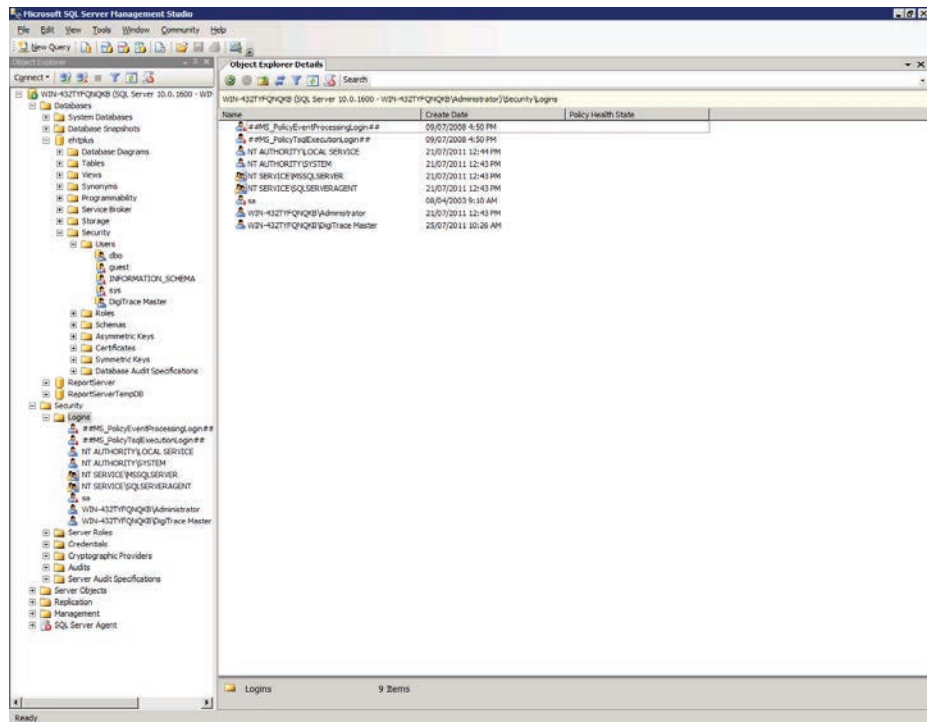 Microsoft SQL Server Management Studio
File Edit View Tools Window Community Help
New Query
Object Explorer
Connect
WIN-432TYFQNQKB (SQL Server 10.0.1600 - WIN-
Databases
System Databases
Database Snapshots
ehtplus
Database Diagrams
Tables
Views
Synonyms
Programmability
Service Broker
Storage
Security
Users
dbo
guest
INFORMATION_SCHEMA
sys
DigiTrace Master
Roles
Schemas
Asymmetric Keys
Certificates
Symmetric Keys
Database Audit Specifications
ReportServer
ReportServerTempDB
Security
Logins
##MS_PolicyEventProcessingLogin##
##MS_PolicyTsqlExecutionLogin##
NT AUTHORITY\LOCAL SERVICE
NT AUTHORITY\SYSTEM
NT SERVICE\MSSQLSERVER
NT SERVICE\SQLSERVERAGENT
sa
WIN-432TYFQNQKB\Administrator
WIN-432TYFQNQKB\DigiTrace Master
Server Roles
Credentials
Cryptographic Providers
Audits
Server Audit Specifications
Server Objects
Replication
Management
SQL Server Agent
Object Explorer Details
Search
WIN-432TYFQNQKB (SQL Server 10.0.1600 - WIN-432TYFQNQKB\Administrator)\Security\Logins
Name Create Date Policy Health State
##MS_PolicyEventProcessingLogin## 09/07/2008 4:50 PM
##MS_PolicyTsqlExecutionLogin## 09/07/2008 4:50 PM
NT AUTHORITY\LOCAL SERVICE 21/07/2011 12:44 PM
NT AUTHORITY\SYSTEM 21/07/2011 12:43 PM
NT SERVICE\MSSQLSERVER 21/07/2011 12:43 PM
NT SERVICE\SQLSERVERAGENT 21/07/2011 12:43 PM
sa 08/04/2003 9:10 AM
WIN-432TYFQNQKB\Administrator 21/07/2011 12:43 PM
WIN-432TYFQNQKB\DigiTrace Master 25/07/2011 10:26 AM
Logins 9 Items
Ready